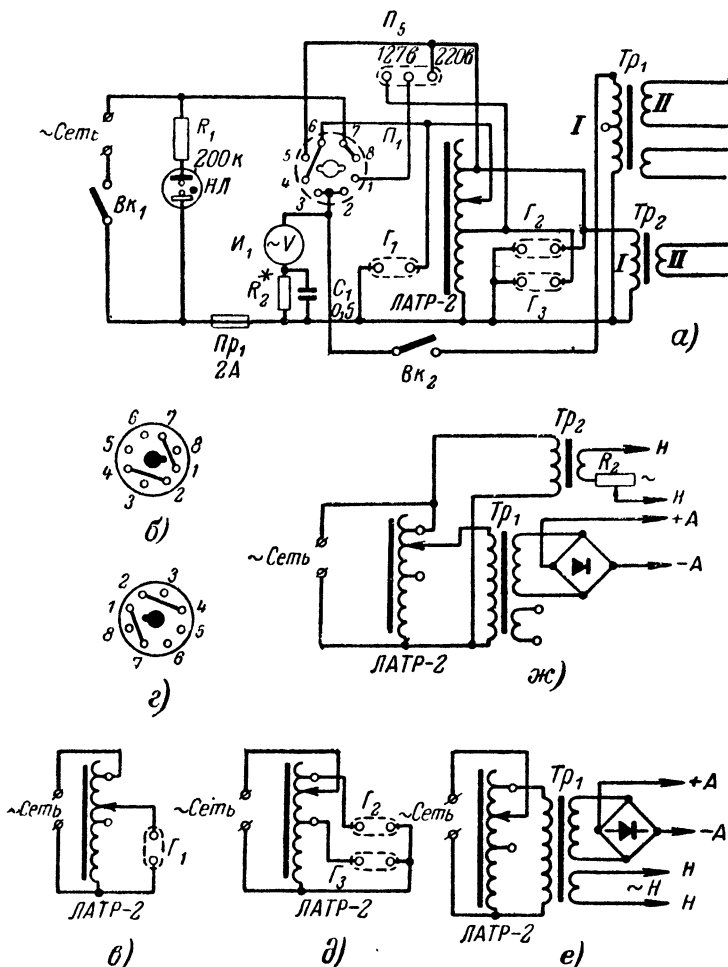 П5
127в 220в
Тр1
~Сеть
R1
200к
НЛ
Вк1
6 7
П1
5 8
4 1
3 2
I II
И1
~V
R2*
C1
0,5
Г1
Г2
Г3
ЛАТР-2
Тр2
I II
Пр1
2А
Вк2
а)
6 7
5 8
4 1
3 2
б)
2 3
1 4
8 5
7 6
г)
Тр2
н
R2
~
н
~Сеть
Тр1
+А
-А
ЛАТР-2
ж)
~Сеть
Г1
ЛАТР-2
в)
~Сеть
Г2
Г3
ЛАТР-2
д)
~Сеть
Тр1
+А
-А
н
~н
н
ЛАТР-2
е)